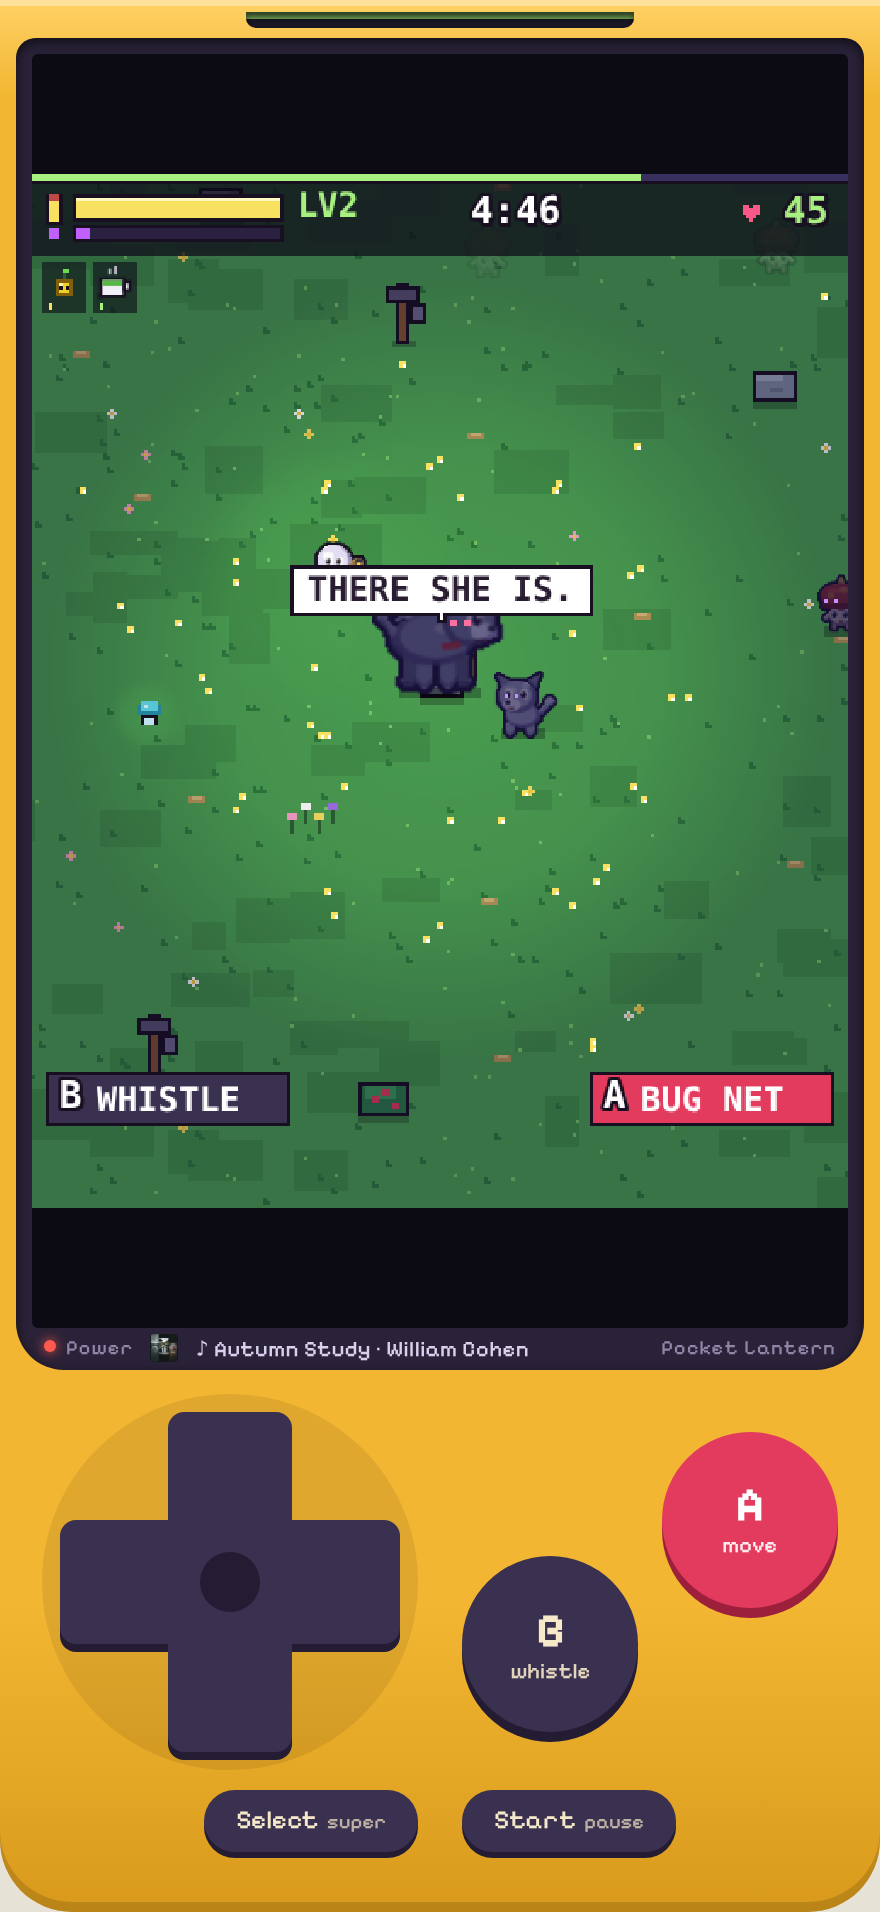 LV2
4:46
45
THERE SHE IS.
B WHISTLE
A BUG NET
Power
♪ Autumn Study · William Cohen
Pocket Lantern
A
move
B
whistle
Select super
Start pause